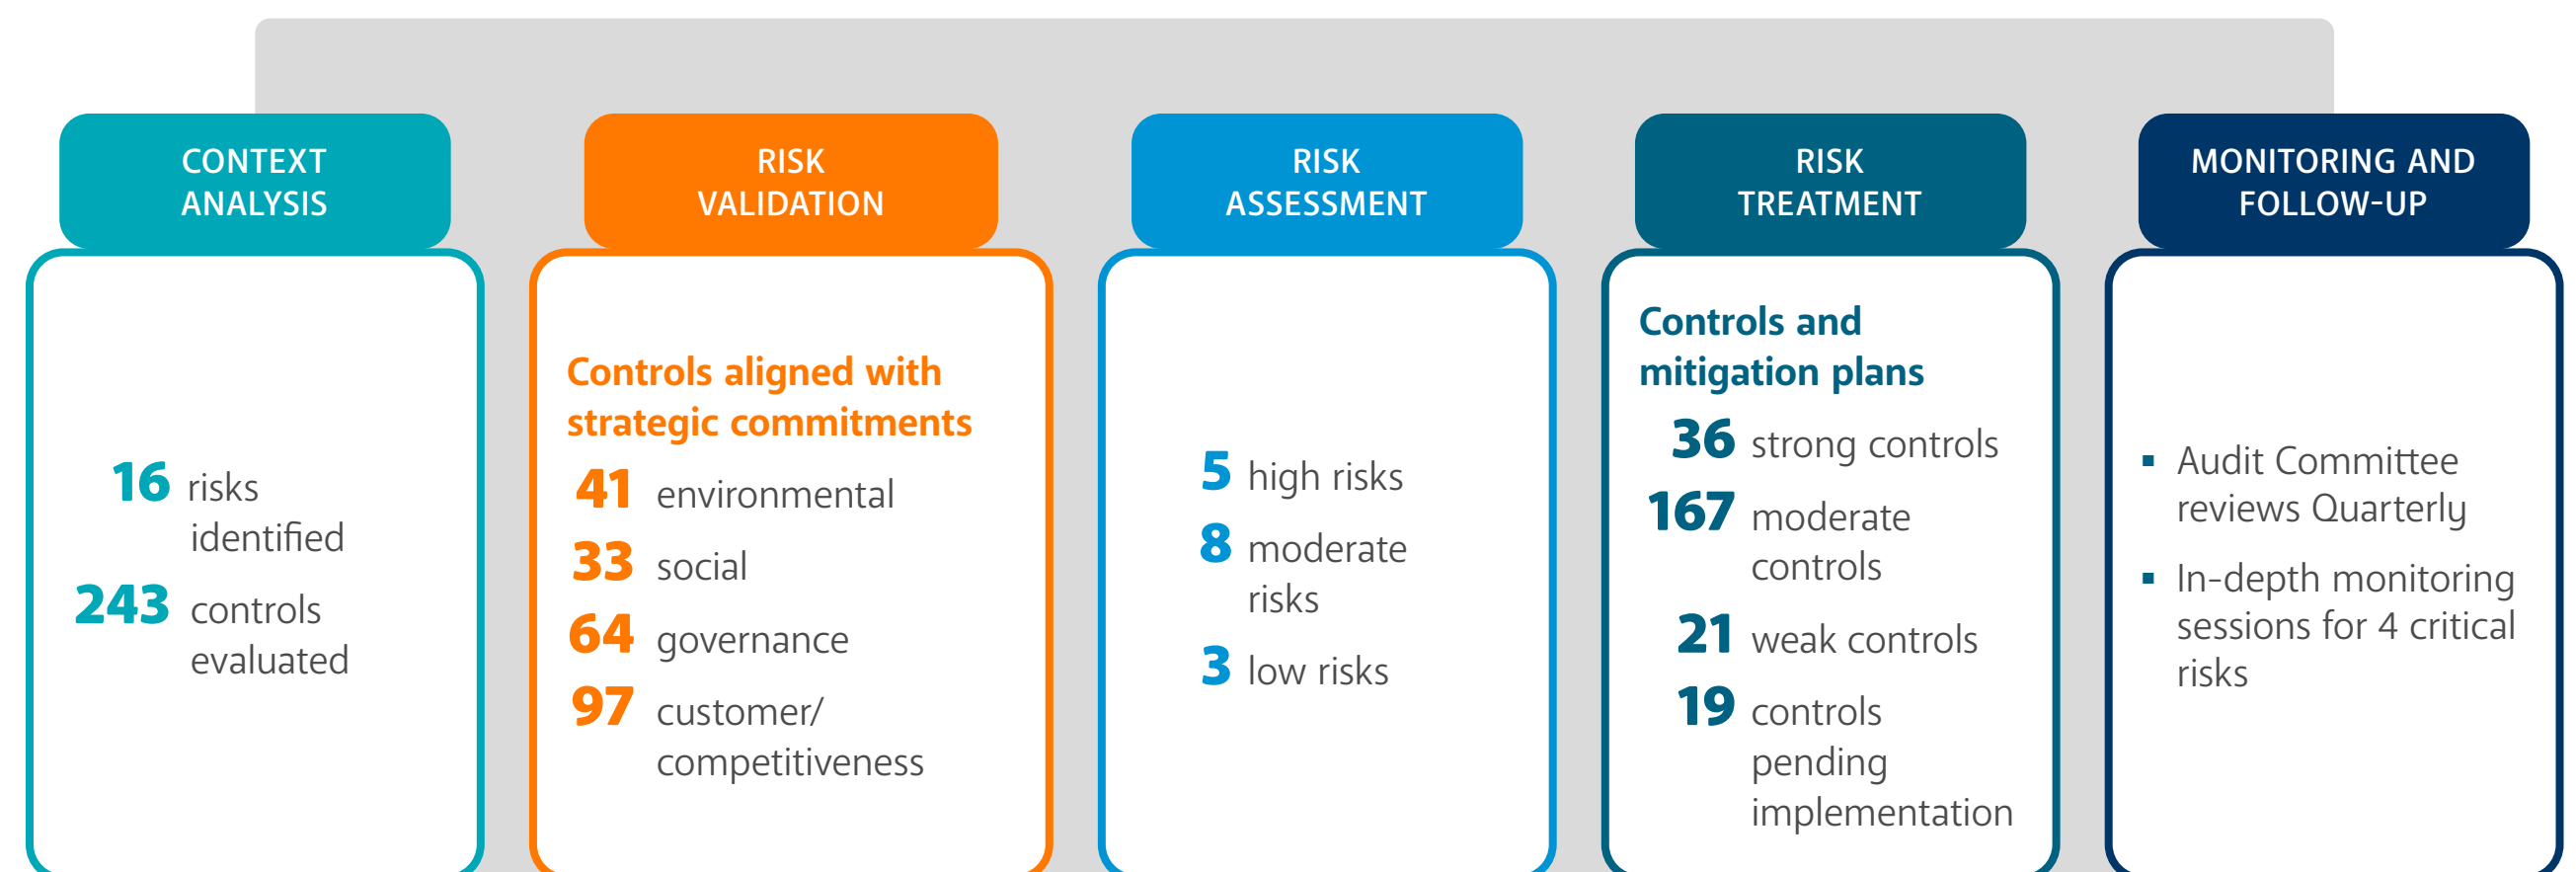 CONTEXT
ANALYSIS
16 risks
identified
243 controls
evaluated
RISK
VALIDATION
Controls aligned with
strategic commitments
41 environmental
33 social
64 governance
97 customer/
competitiveness
RISK
ASSESSMENT
5 high risks
8 moderate
risks
3 low risks
RISK
TREATMENT
Controls and
mitigation plans
36 strong controls
167 moderate
controls
21 weak controls
19 controls
pending
implementation
MONITORING AND
FOLLOW-UP
▪ Audit Committee
reviews Quarterly
▪ In-depth monitoring
sessions for 4 critical
risks